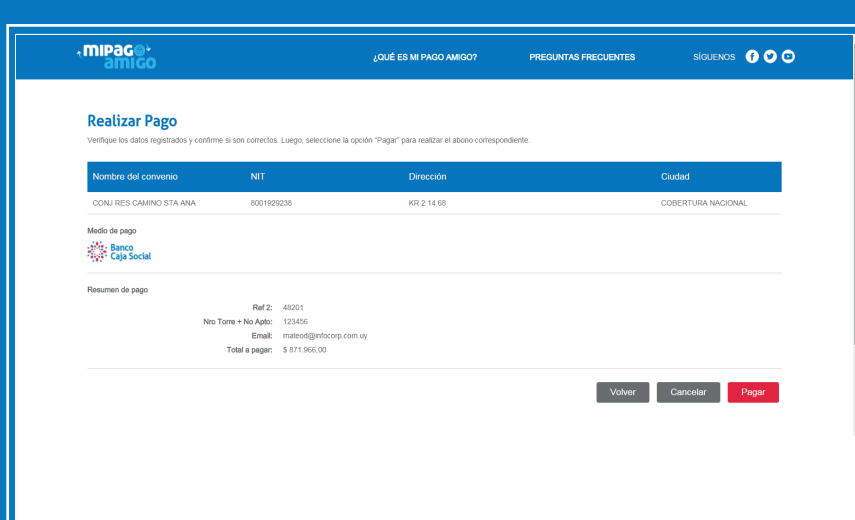 mipago
amigo
¿QUÉ ES MI PAGO AMIGO? PREGUNTAS FRECUENTES SÍGUENOS
Realizar Pago
Verifique los datos registrados y confirme si son correctos. Luego, seleccione la opción "Pagar" para realizar el abono correspondiente.
Nombre del convenio NIT Dirección Ciudad
CONJ RES CAMINO STA ANA 8001929238 KR 2 14 68 COBERTURA NACIONAL
Medio de pago
Banco
Caja Social
Resumen de pago
Ref 2: 48201
Nro Torre + No Apto: 123456
Email: mateod@infocorp.com.uy
Total a pagar: $ 871.966,00
Volver Cancelar Pagar